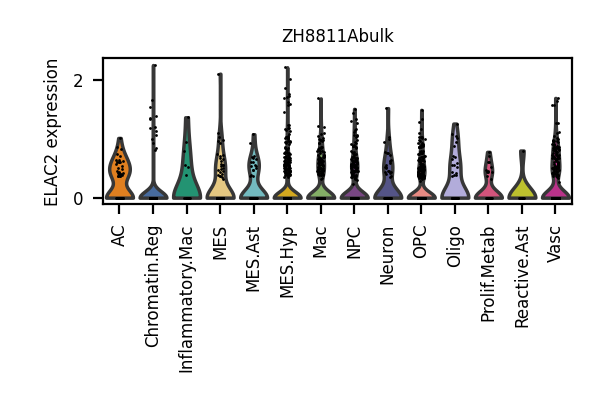 ZH8811Abulk
ELAC2 expression
2
0
AC
Chromatin.Reg
Inflammatory.Mac
MES
MES.Ast
MES.Hyp
Mac
NPC
Neuron
OPC
Oligo
Prolif.Metab
Reactive.Ast
Vasc